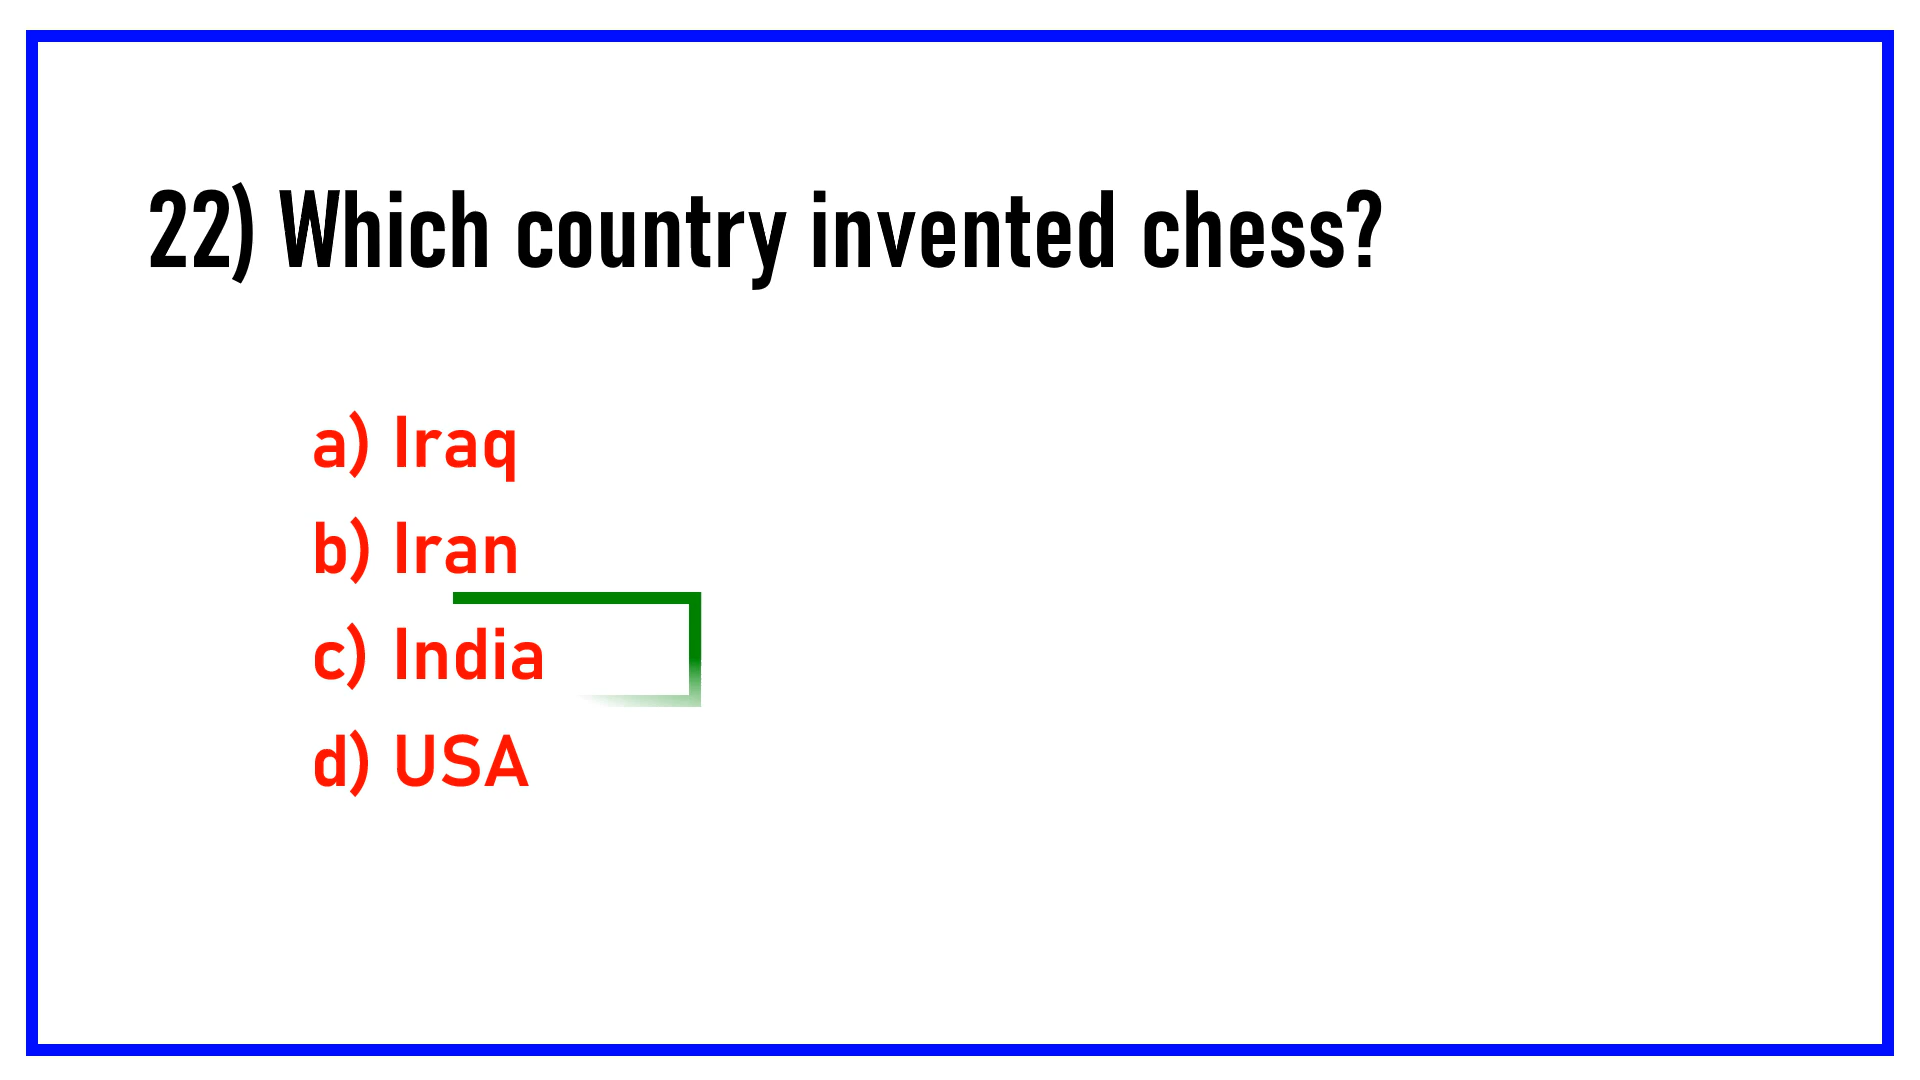 22) Which country invented chess?
a) Iraq
b) Iran
c) India
d) USA